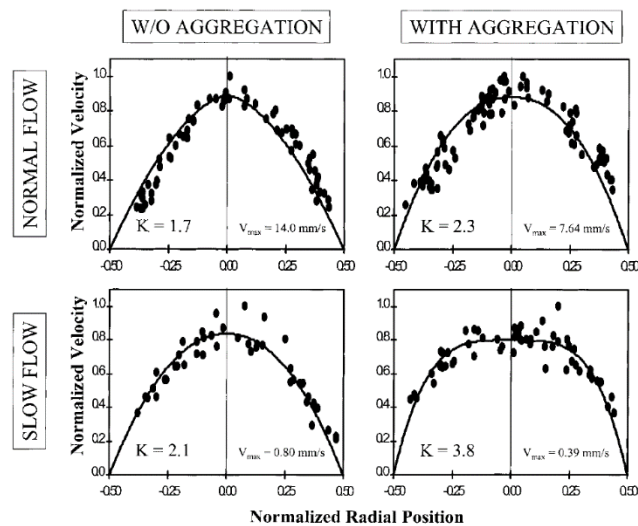 W/O AGGREGATION
WITH AGGREGATION
NORMAL FLOW
Normalized Velocity
1.0
0.8
0.6
0.4
0.2
0.0
K = 1.7
Vmax = 14.0 mm/s
-0.50 -0.25 0.00 0.25 0.50
1.0
0.8
0.6
0.4
0.2
0.0
K = 2.3
Vmax = 7.64 mm/s
-0.50 -0.25 0.00 0.25 0.50
SLOW FLOW
Normalized Velocity
1.0
0.8
0.6
0.4
0.2
0.0
K = 2.1
Vmax = 0.80 mm/s
-0.50 -0.25 0.00 0.25 0.50
1.0
0.8
0.6
0.4
0.2
0.0
K = 3.8
Vmax = 0.39 mm/s
-0.50 -0.25 0.00 0.25 0.50
Normalized Radial Position